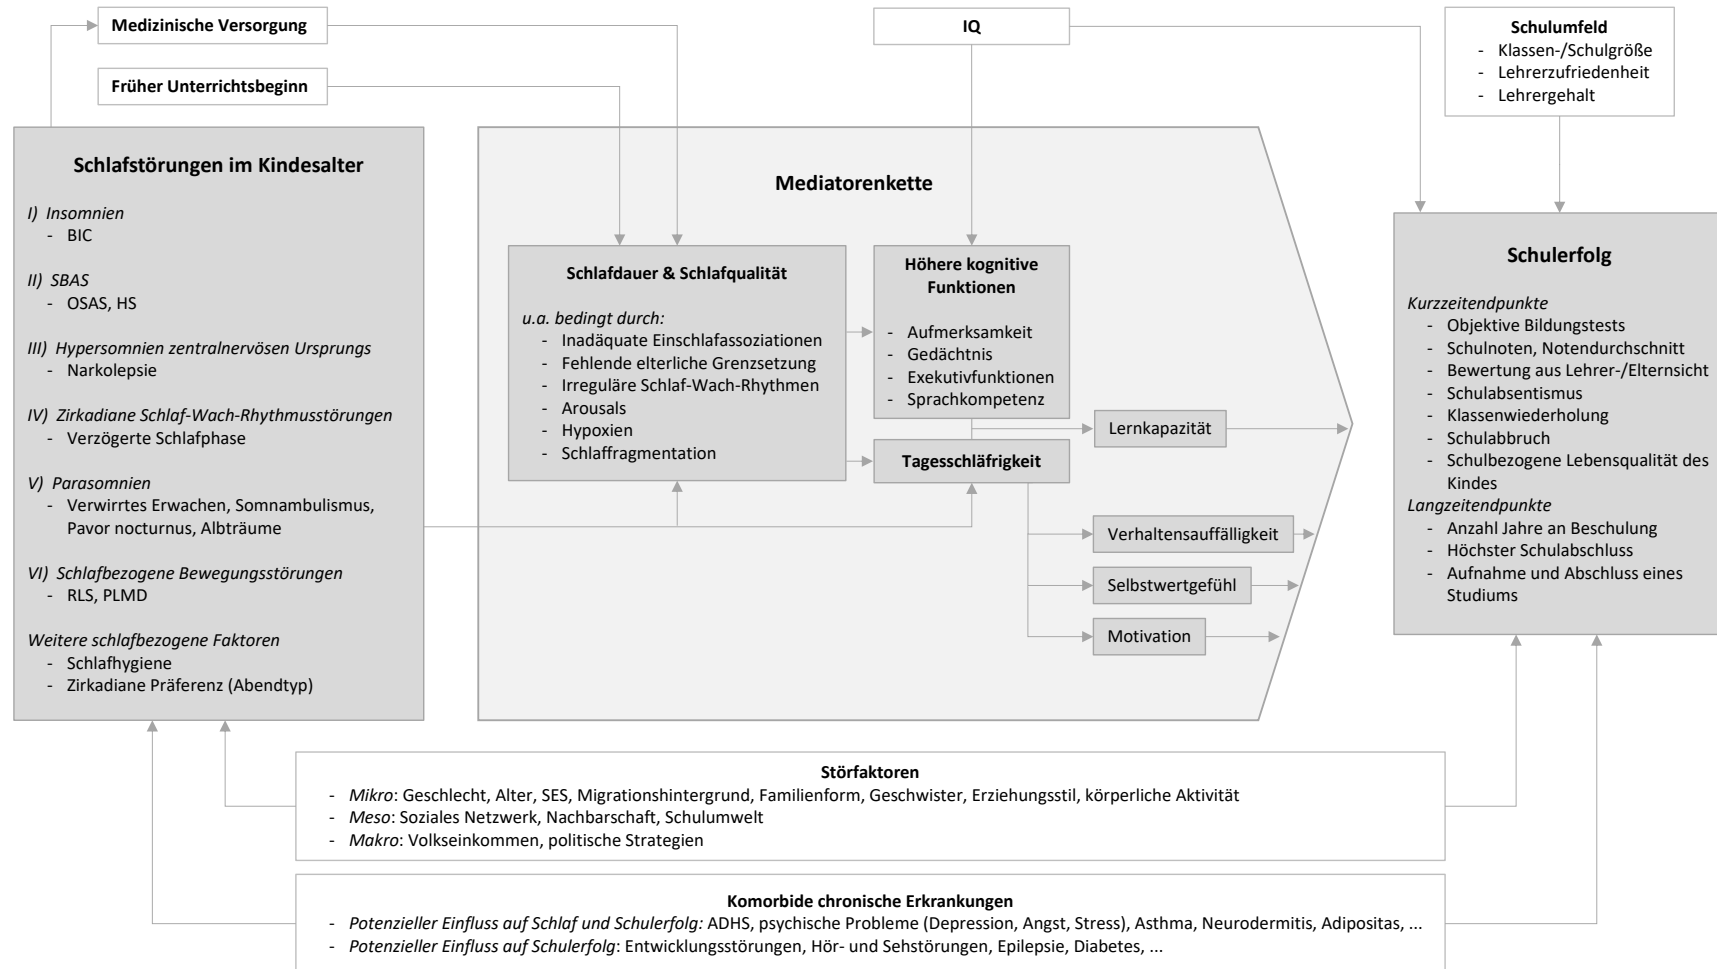 Medizinische Versorgung
Früher Unterrichtsbeginn
IQ
Schulumfeld
- Klassen-/Schulgröße
- Lehrerzufriedenheit
- Lehrergehalt
Schlafstörungen im Kindesalter
I) Insomnien
- BIC
II) SBAS
- OSAS, HS
III) Hypersomnien zentralnervösen Ursprungs
- Narkolepsie
IV) Zirkadiane Schlaf-Wach-Rhythmusstörungen
- Verzögerte Schlafphase
V) Parasomnien
- Verwirrtes Erwachen, Somnambulismus,
Pavor nocturnus, Albträume
VI) Schlafbezogene Bewegungsstörungen
- RLS, PLMD
Weitere schlafbezogene Faktoren
- Schlafhygiene
- Zirkadiane Präferenz (Abendtyp)
Mediatorenkette
Schlafdauer & Schlafqualität
u.a. bedingt durch:
- Inadäquate Einschlafassoziationen
- Fehlende elterliche Grenzsetzung
- Irreguläre Schlaf-Wach-Rhythmen
- Arousals
- Hypoxien
- Schlaffragmentation
Höhere kognitive
Funktionen
- Aufmerksamkeit
- Gedächtnis
- Exekutivfunktionen
- Sprachkompetenz
Tagesschläfrigkeit
Lernkapazität
Verhaltensauffälligkeit
Selbstwertgefühl
Motivation
Schulerfolg
Kurzzeitendpunkte
- Objektive Bildungstests
- Schulnoten, Notendurchschnitt
- Bewertung aus Lehrer-/Elternsicht
- Schulabsentismus
- Klassenwiederholung
- Schulabbruch
- Schulbezogene Lebensqualität des
Kindes
Langzeitendpunkte
- Anzahl Jahre an Beschulung
- Höchster Schulabschluss
- Aufnahme und Abschluss eines
Studiums
Störfaktoren
- Mikro: Geschlecht, Alter, SES, Migrationshintergrund, Familienform, Geschwister, Erziehungsstil, körperliche Aktivität
- Meso: Soziales Netzwerk, Nachbarschaft, Schulumwelt
- Makro: Volkseinkommen, politische Strategien
Komorbide chronische Erkrankungen
- Potenzieller Einfluss auf Schlaf und Schulerfolg: ADHS, psychische Probleme (Depression, Angst, Stress), Asthma, Neurodermitis, Adipositas, ...
- Potenzieller Einfluss auf Schulerfolg: Entwicklungsstörungen, Hör- und Sehstörungen, Epilepsie, Diabetes, ...